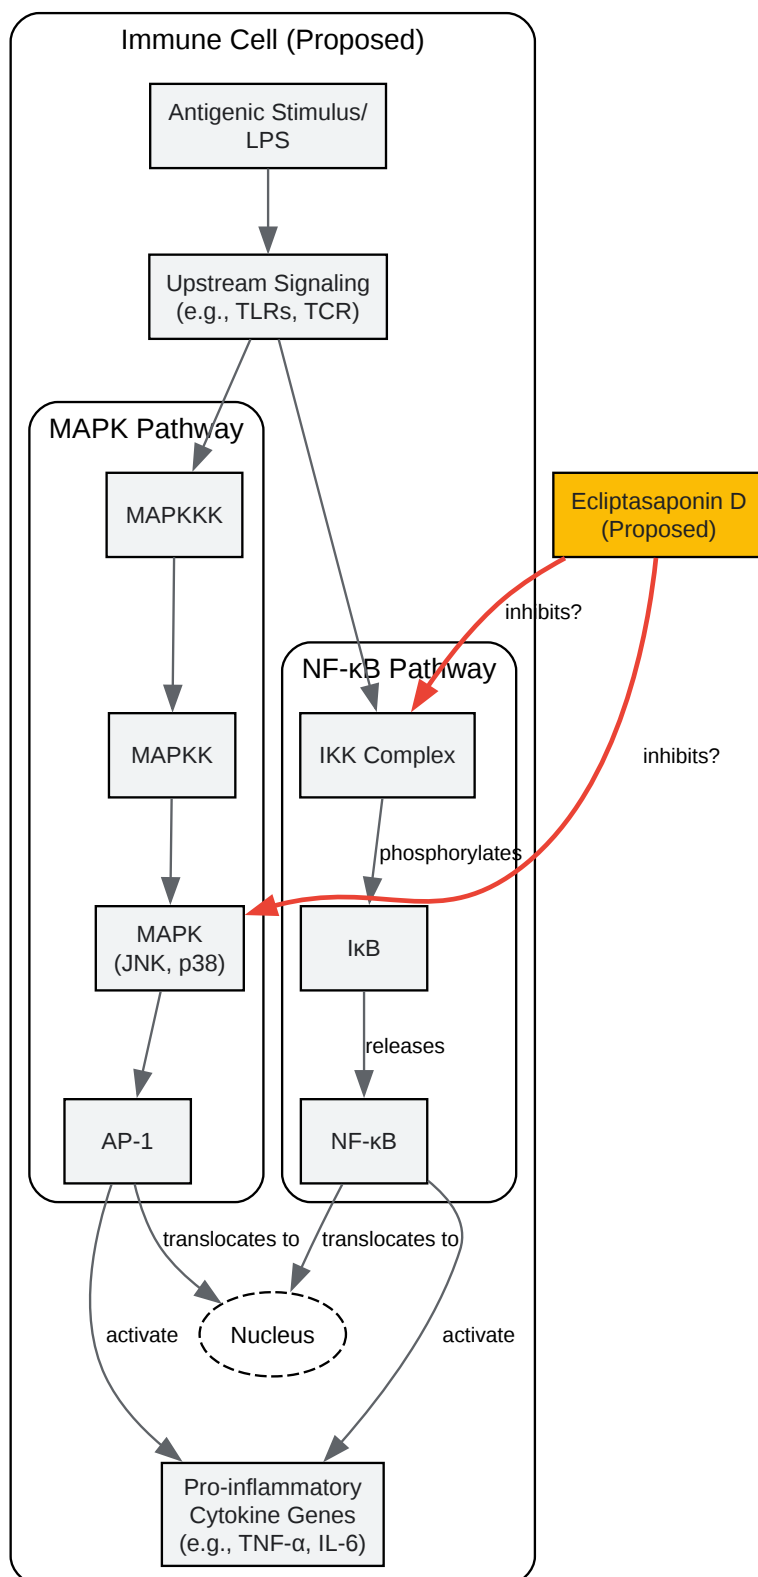 Immune Cell (Proposed)
Antigenic Stimulus/
LPS
Upstream Signaling
(e.g., TLRs, TCR)
MAPK Pathway
MAPKKK
Ecliptasaponin D
(Proposed)
inhibits?
NF-κB Pathway
MAPKK
IKK Complex
inhibits?
phosphorylates
MAPK
(JNK, p38)
IκB
releases
AP-1
NF-κB
translocates to
translocates to
activate
Nucleus
activate
Pro-inflammatory
Cytokine Genes
(e.g., TNF-α, IL-6)